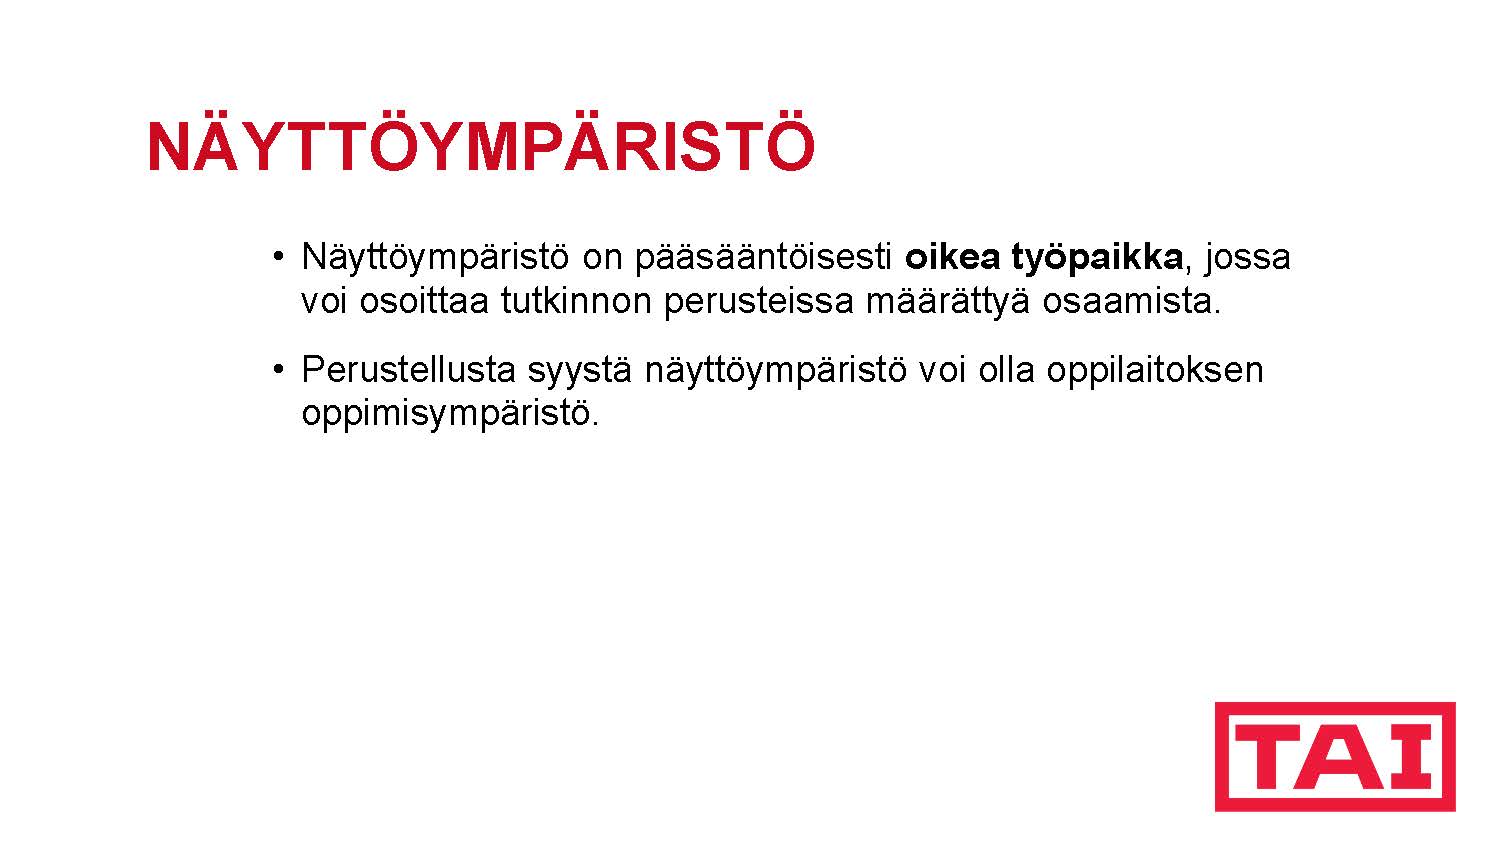 NÄYTTÖYMPÄRISTÖ
• Näyttöympäristö on pääsääntöisesti oikea työpaikka, jossa
voi osoittaa tutkinnon perusteissa määrättyä osaamista.
• Perustellusta syystä näyttöympäristö voi olla oppilaitoksen
oppimisympäristö.
TAI